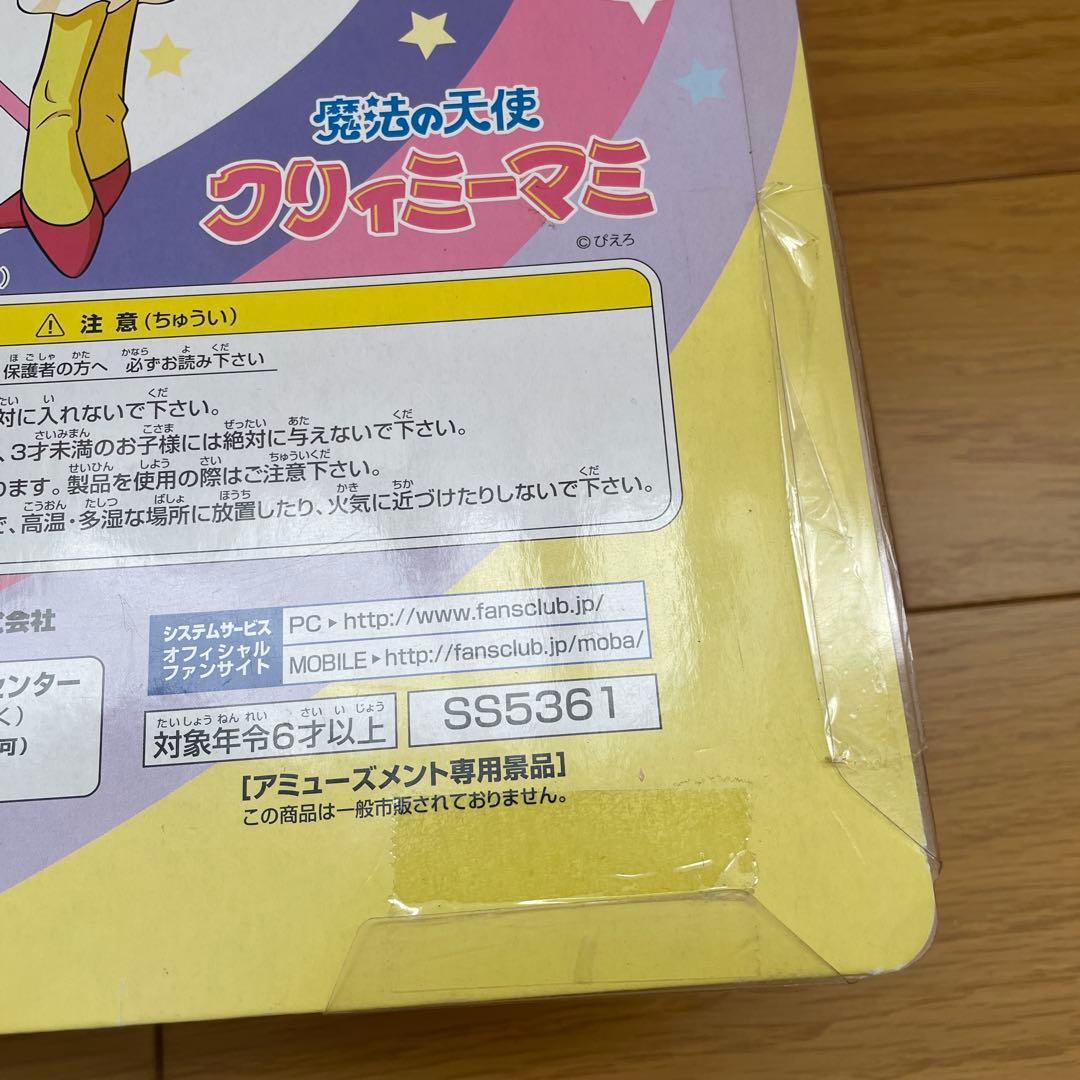 魔法の天使
クリィミーマミ
©ぴえろ
)
⚠ 注意(ちゅうい)
保護者の方へ 必ずお読み下さい
対に入れないで下さい。
、3才未満のお子様には絶対に与えないで下さい。
ります。製品を使用の際はご注意下さい。
で、高温・多湿な場所に放置したり、火気に近づけたりしないで下さい。
会社
センター
く)
可)
システムサービス
オフィシャル
ファンサイト
PC▶http://www.fansclub.jp/
MOBILE▶http://fansclub.jp/moba/
対象年令6才以上
SS5361
[アミューズメント専用景品]
この商品は一般市販されておりません。